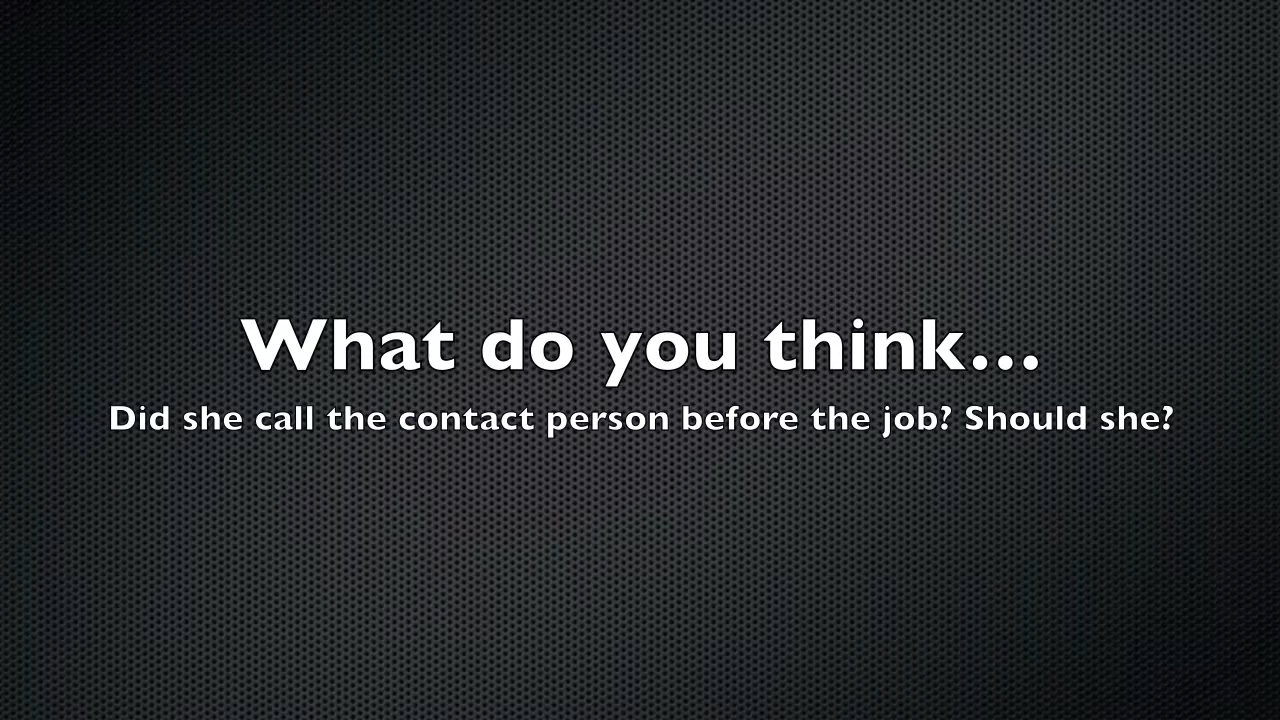 What do you think...
Did she call the contact person before the job? Should she?